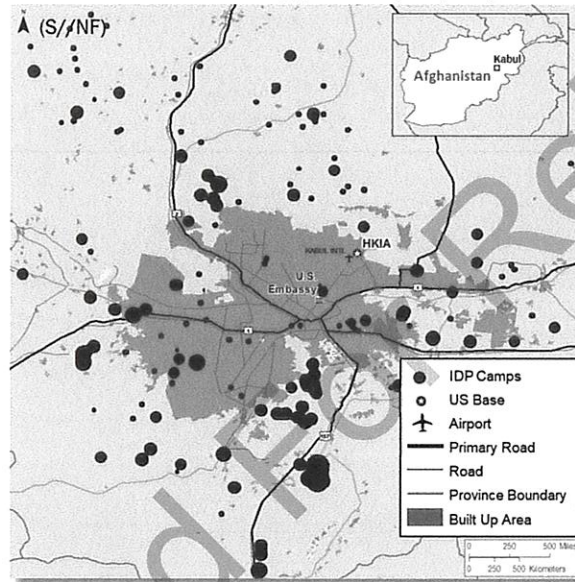 (S//NF)
Kabul
Afghanistan
HKIA
KABUL INTL
U.S.
Embassy
IDP Camps
US Base
Airport
Primary Road
Road
Province Boundary
Built Up Area
0 250 500 Miles
0 250 500 Kilometers